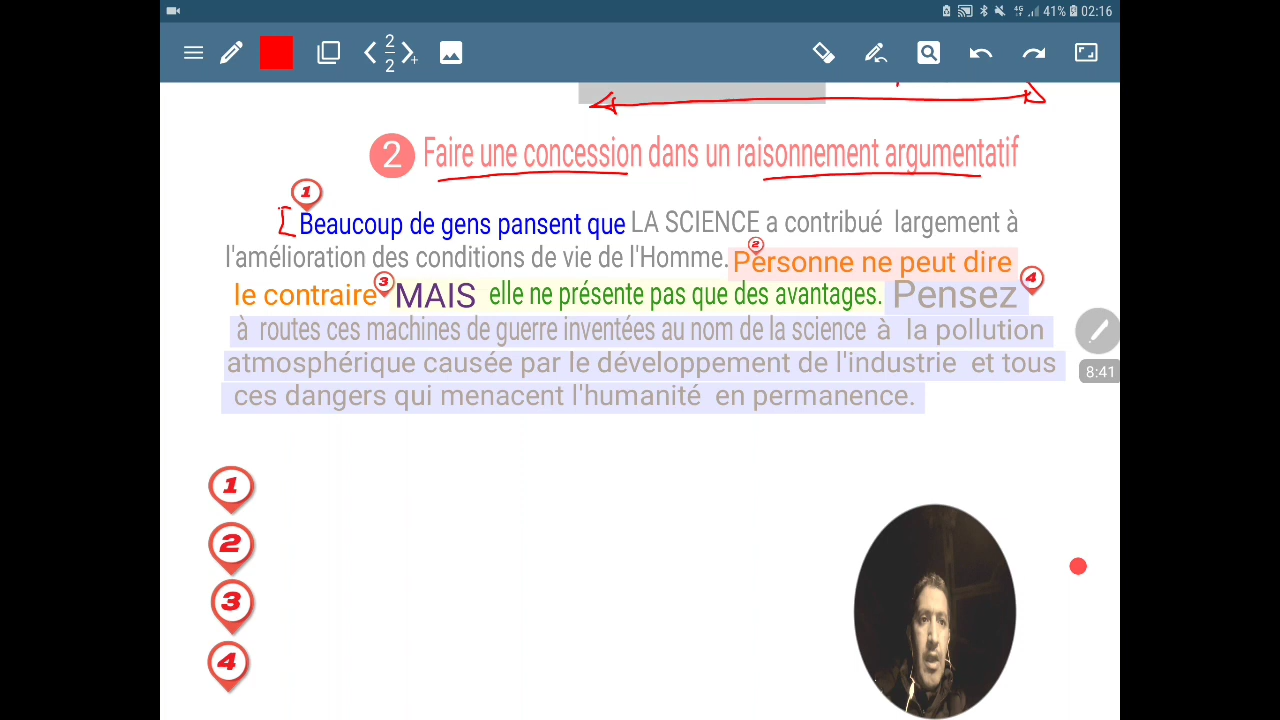 41% 02:16
2
2
2 Faire une concession dans un raisonnement argumentatif
1
Beaucoup de gens pansent que LA SCIENCE a contribué largement à
2
l'amélioration des conditions de vie de l'Homme. Personne ne peut dire
3 4
le contraire MAIS elle ne présente pas que des avantages. Pensez
à routes ces machines de guerre inventées au nom de la science à la pollution
8:41
atmosphérique causée par le développement de l'industrie et tous
ces dangers qui menacent l'humanité en permanence.
1
2
3
4